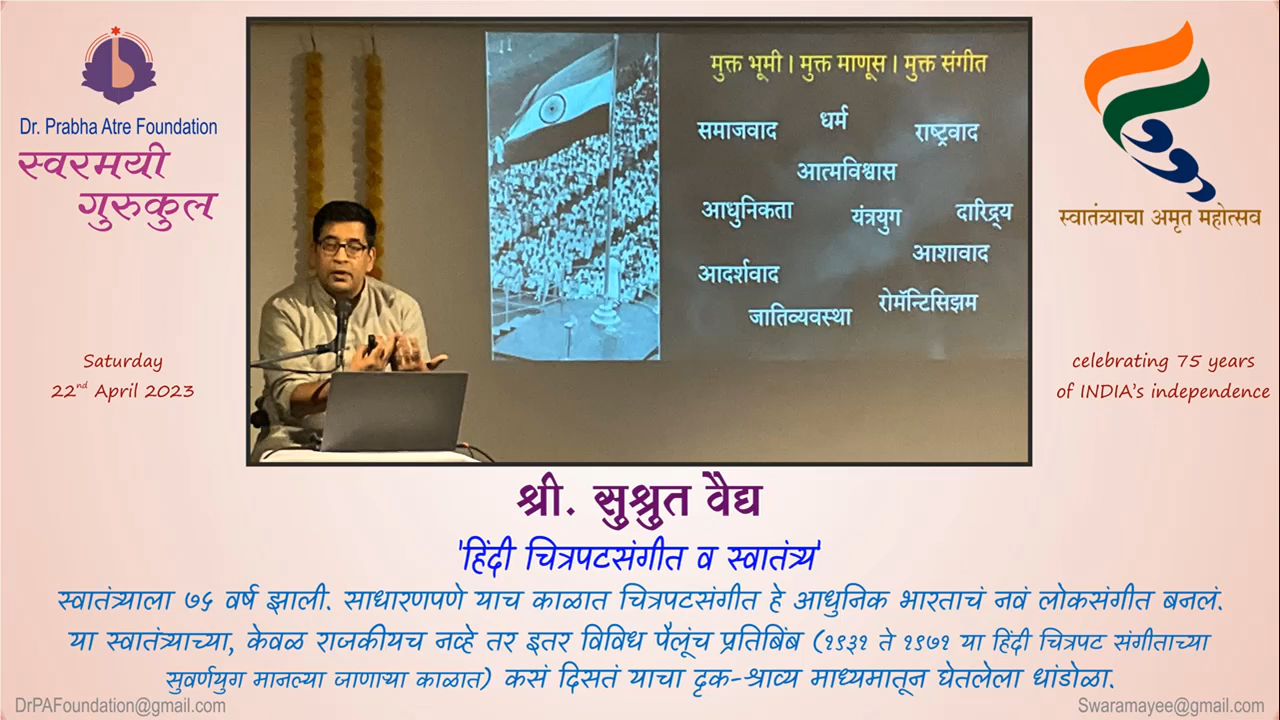 Dr. Prabha Atre Foundation
स्वरमयी
गुरुकुल
Saturday
22nd April 2023
मुक्त भूमी । मुक्त माणूस । मुक्त संगीत
समाजवाद धर्म राष्ट्रवाद
आत्मविश्वास
आधुनिकता यंत्रयुग दारिद्र्य
आशावाद
आदर्शवाद
रोमॅन्टिसिझम
जातिव्यवस्था
स्वातंत्र्याचा अमृत महोत्सव
celebrating 75 years
of INDIA's independence
श्री. सुश्रुत वैद्य
'हिंदी चित्रपटसंगीत व स्वातंत्र्य'
स्वातंत्र्याला ७५ वर्ष झाली. साधारणपणे याच काळात चित्रपटसंगीत हे आधुनिक भारताचं नवं लोकसंगीत बनलं.
या स्वातंत्र्याच्या, केवळ राजकीयच नव्हे तर इतर विविध पैलूंच प्रतिबिंब (१९३१ ते १९७१ या हिंदी चित्रपट संगीताच्या
सुवर्णयुग मानल्या जाणाऱ्या काळात) कसं दिसतं याचा दृक-श्राव्य माध्यमातून घेतलेला धांडोळा.
DrPAFoundation@gmail.com
Swaramayee@gmail.com